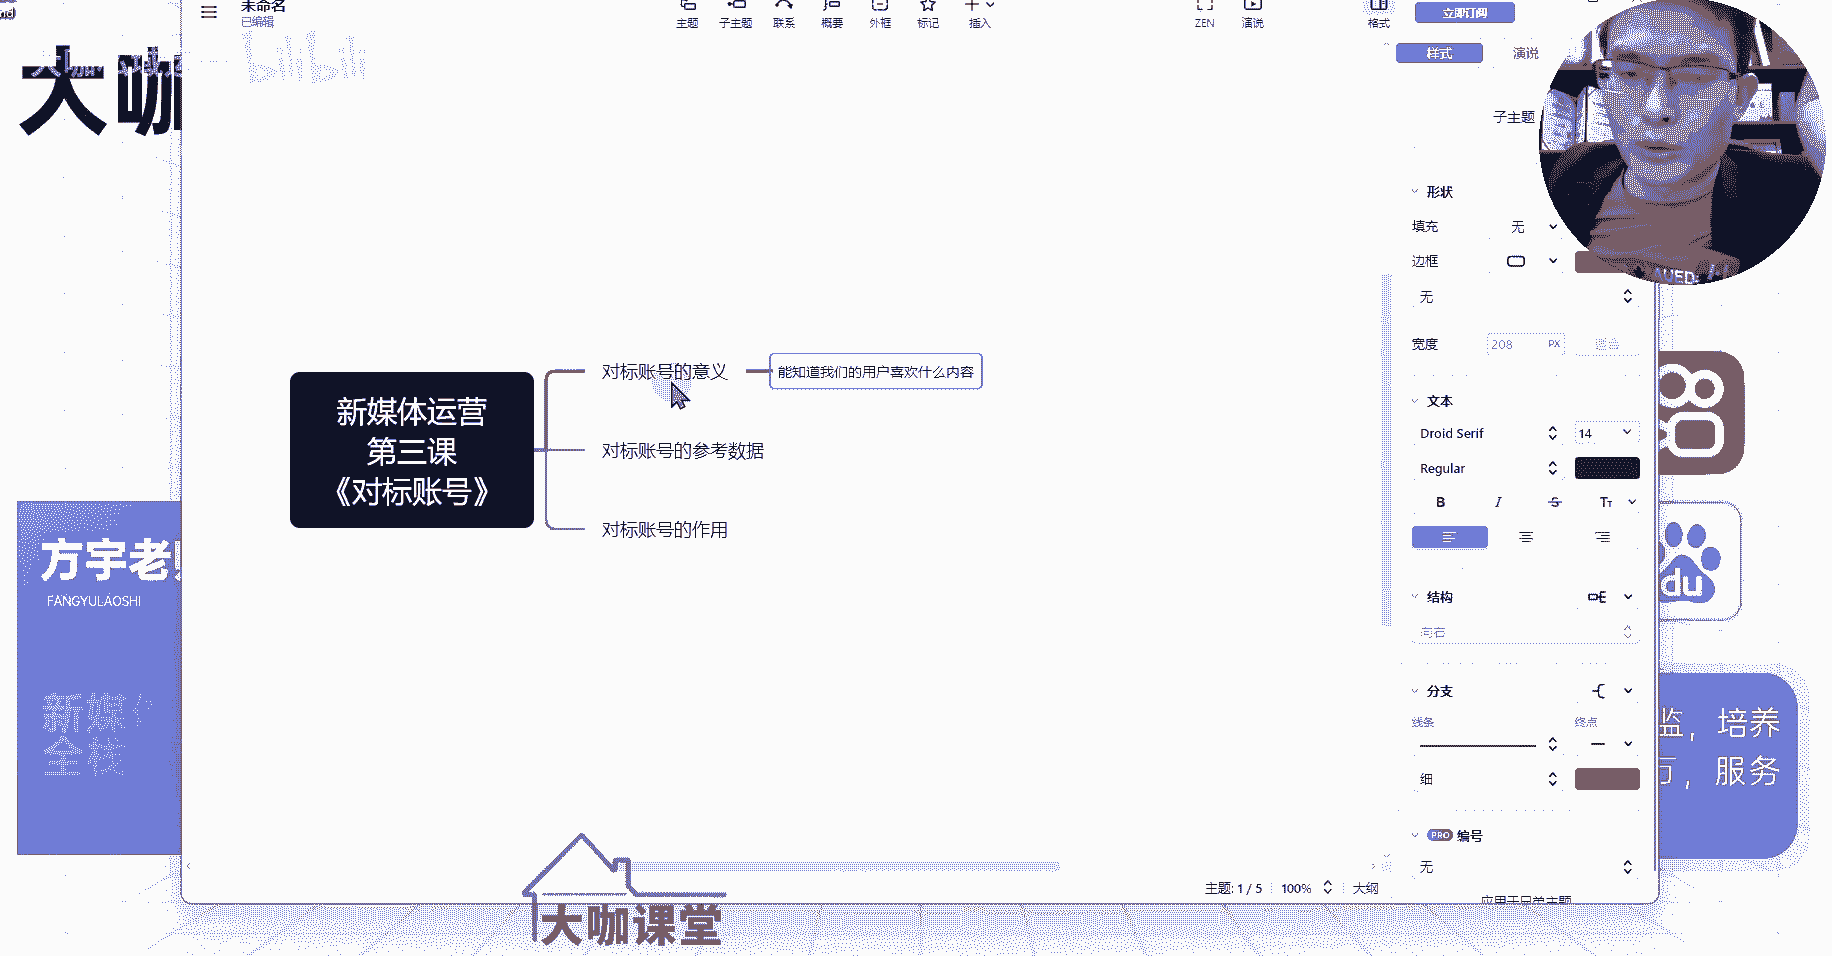 未命名
已编辑
主题
子主题
联系
概要
外框
标记
插入
ZEN
演说
格式
立即订阅
bilibili
样式
演说
大咖
子主题
形状
填充
无
边框
无
宽度
208
PX
文本
Droid Serif
14
Regular
B
I
S
TT
结构
向右
分支
线条
终点
细
PRO 编号
无
应用于兄弟主题
新媒体运营
第三课
《对标账号》
对标账号的意义
能知道我们的用户喜欢什么内容
对标账号的参考数据
对标账号的作用
方宇老
FANGYULAOSHI
新媒
全栈
du
监，培养
万，服务
主题: 1 / 5
100%
大纲
大咖课堂